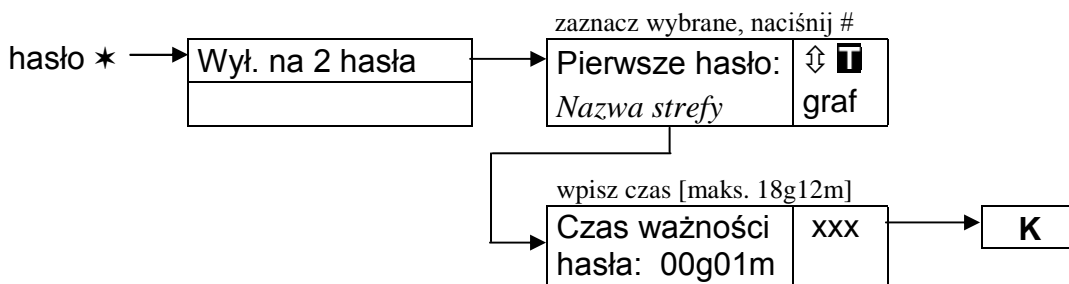 zaznacz wybrane, naciśnij #
hasło ✶
Wył. na 2 hasła
Pierwsze hasło:
⇕ T
Nazwa strefy
graf
wpisz czas [maks. 18g12m]
Czas ważności
hasła: 00g01m
xxx
K